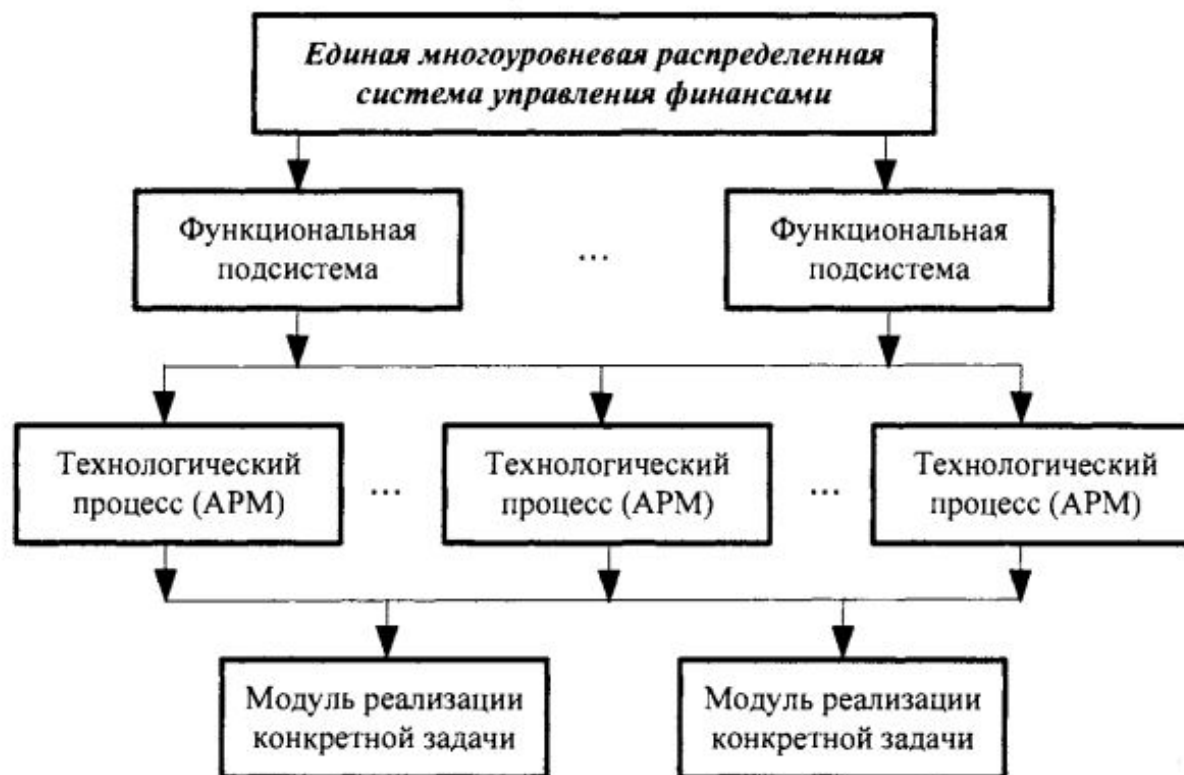 Единая многоуровневая распределенная
система управления финансами
Функциональная
подсистема
...
Функциональная
подсистема
Технологический
процесс (АРМ)
...
Технологический
процесс (АРМ)
...
Технологический
процесс (АРМ)
Модуль реализации
конкретной задачи
Модуль реализации
конкретной задачи